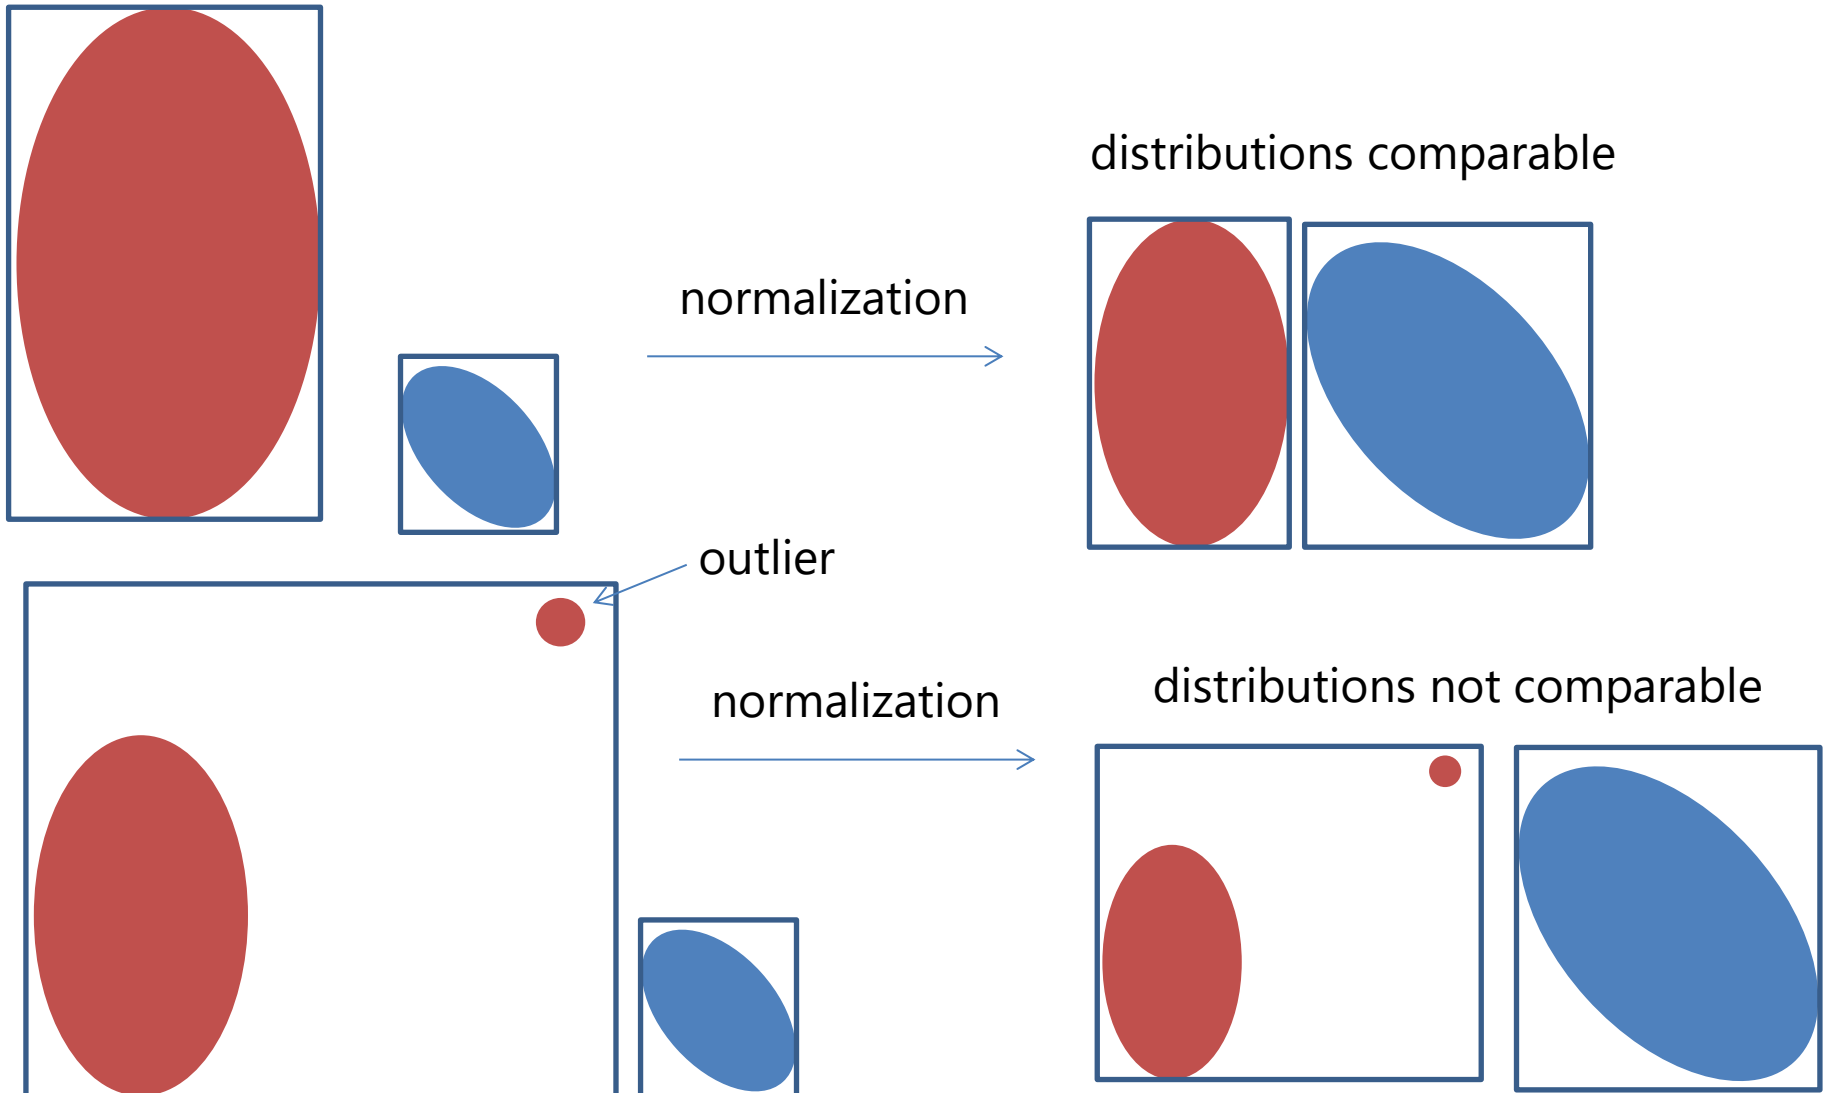 distributions comparable
normalization
outlier
distributions not comparable
normalization